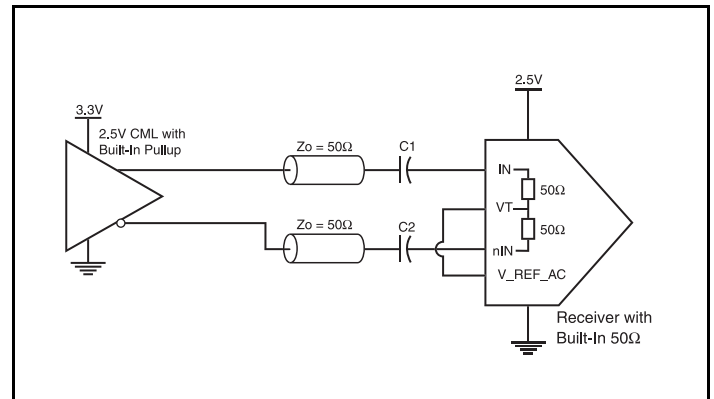 2.5V
3.3V
2.5V CML with
Built-In Pullup
Zo = 50Ω
C1
IN
50Ω
VT
Zo = 50Ω
C2
50Ω
nIN
V_REF_AC
Receiver with
Built-In 50Ω